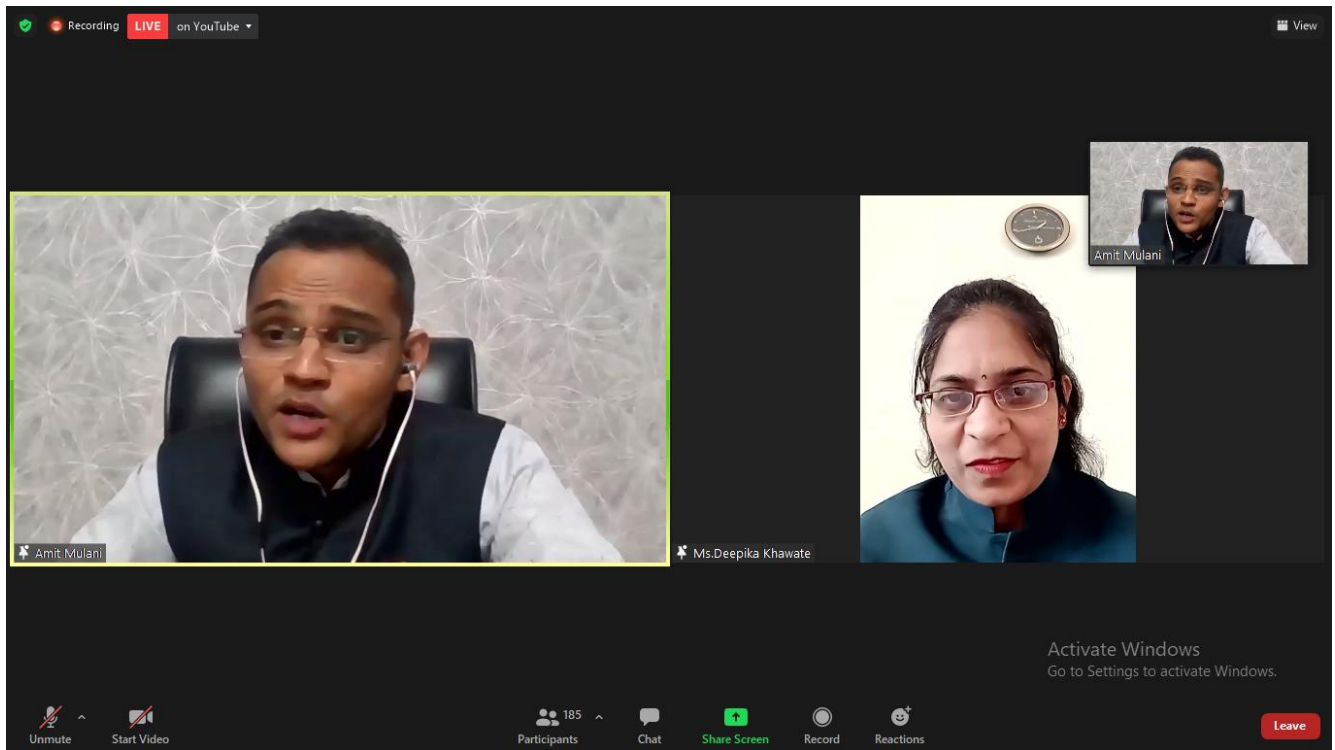 Recording LIVE on YouTube View
Amit Mulani
Amit Mulani
Ms.Deepika Khawate
Activate Windows
Go to Settings to activate Windows.
185
Unmute Start Video Participants Chat Share Screen Record Reactions
Leave